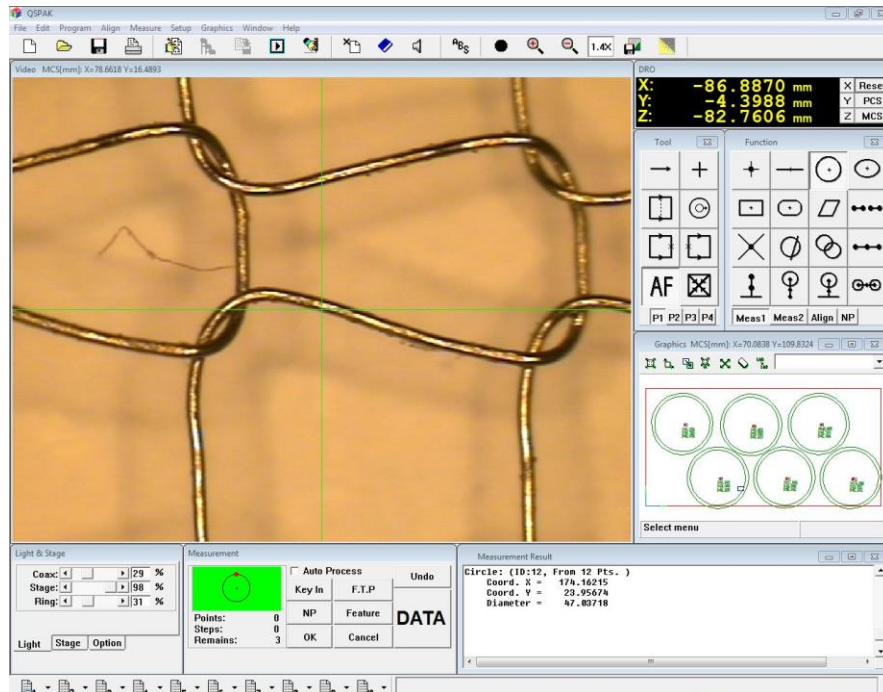 QSPAK
File Edit Program Align Measure Setup Graphics Window Help
ABS
1.4X
Video MCS[mm]: X=78.6618 Y=16.4893
DRO
X: -86.8870 mm X Rese
Y: -4.3988 mm Y PCS
Z: -82.7606 mm Z MCS
Tool
AF
P1 P2 P3 P4
Function
Meas1 Meas2 Align NP
Graphics MCS[mm]: X=70.0838 Y=109.8324
Select menu
Light & Stage
Coax: 29 %
Stage: 98 %
Ring: 31 %
Light Stage Option
Measurement
Auto Process
Undo
Key In F.T.P
NP Feature
DATA
OK Cancel
Points: 0
Steps: 0
Remains: 3
Measurement Result
Circle: (ID:12, From 12 Pts. )
Coord. X = 174.16215
Coord. Y = 23.95674
Diameter = 47.03718